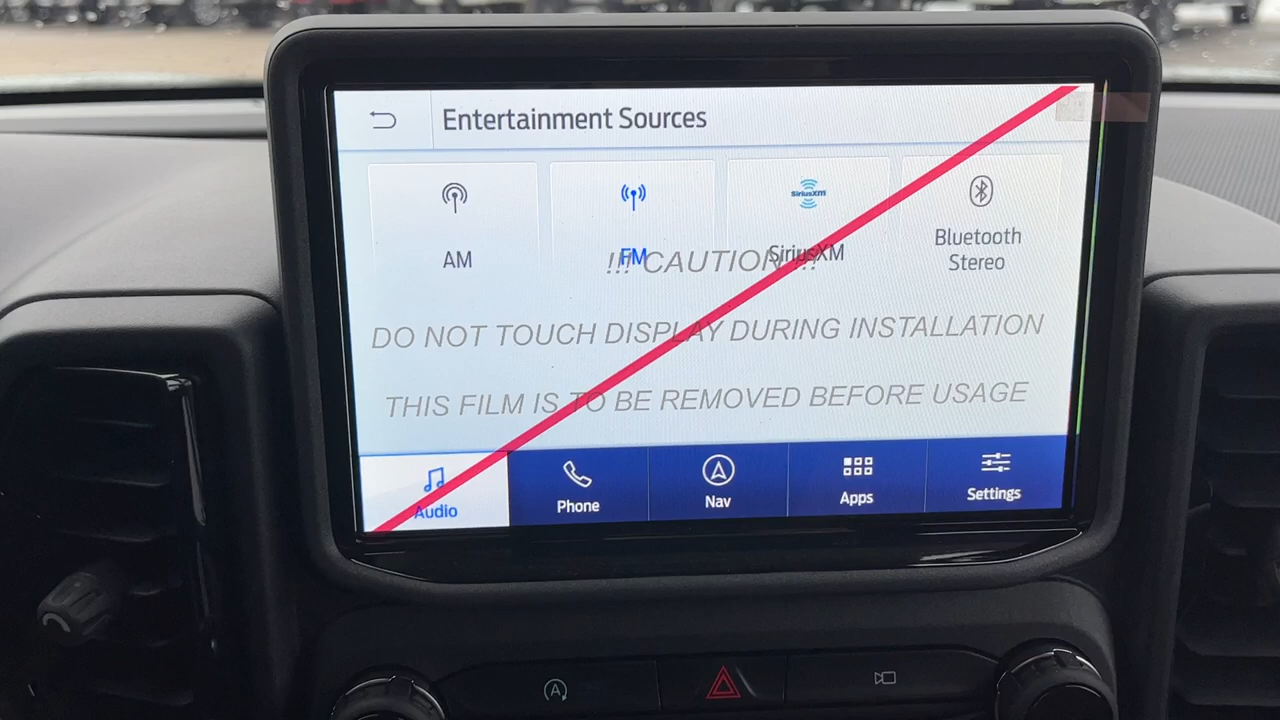 Entertainment Sources
SiriusXM
AM
FM
SiriusXM
Bluetooth
Stereo
!!! CAUTION !!!
DO NOT TOUCH DISPLAY DURING INSTALLATION
THIS FILM IS TO BE REMOVED BEFORE USAGE
Audio
Phone
Nav
Apps
Settings
A